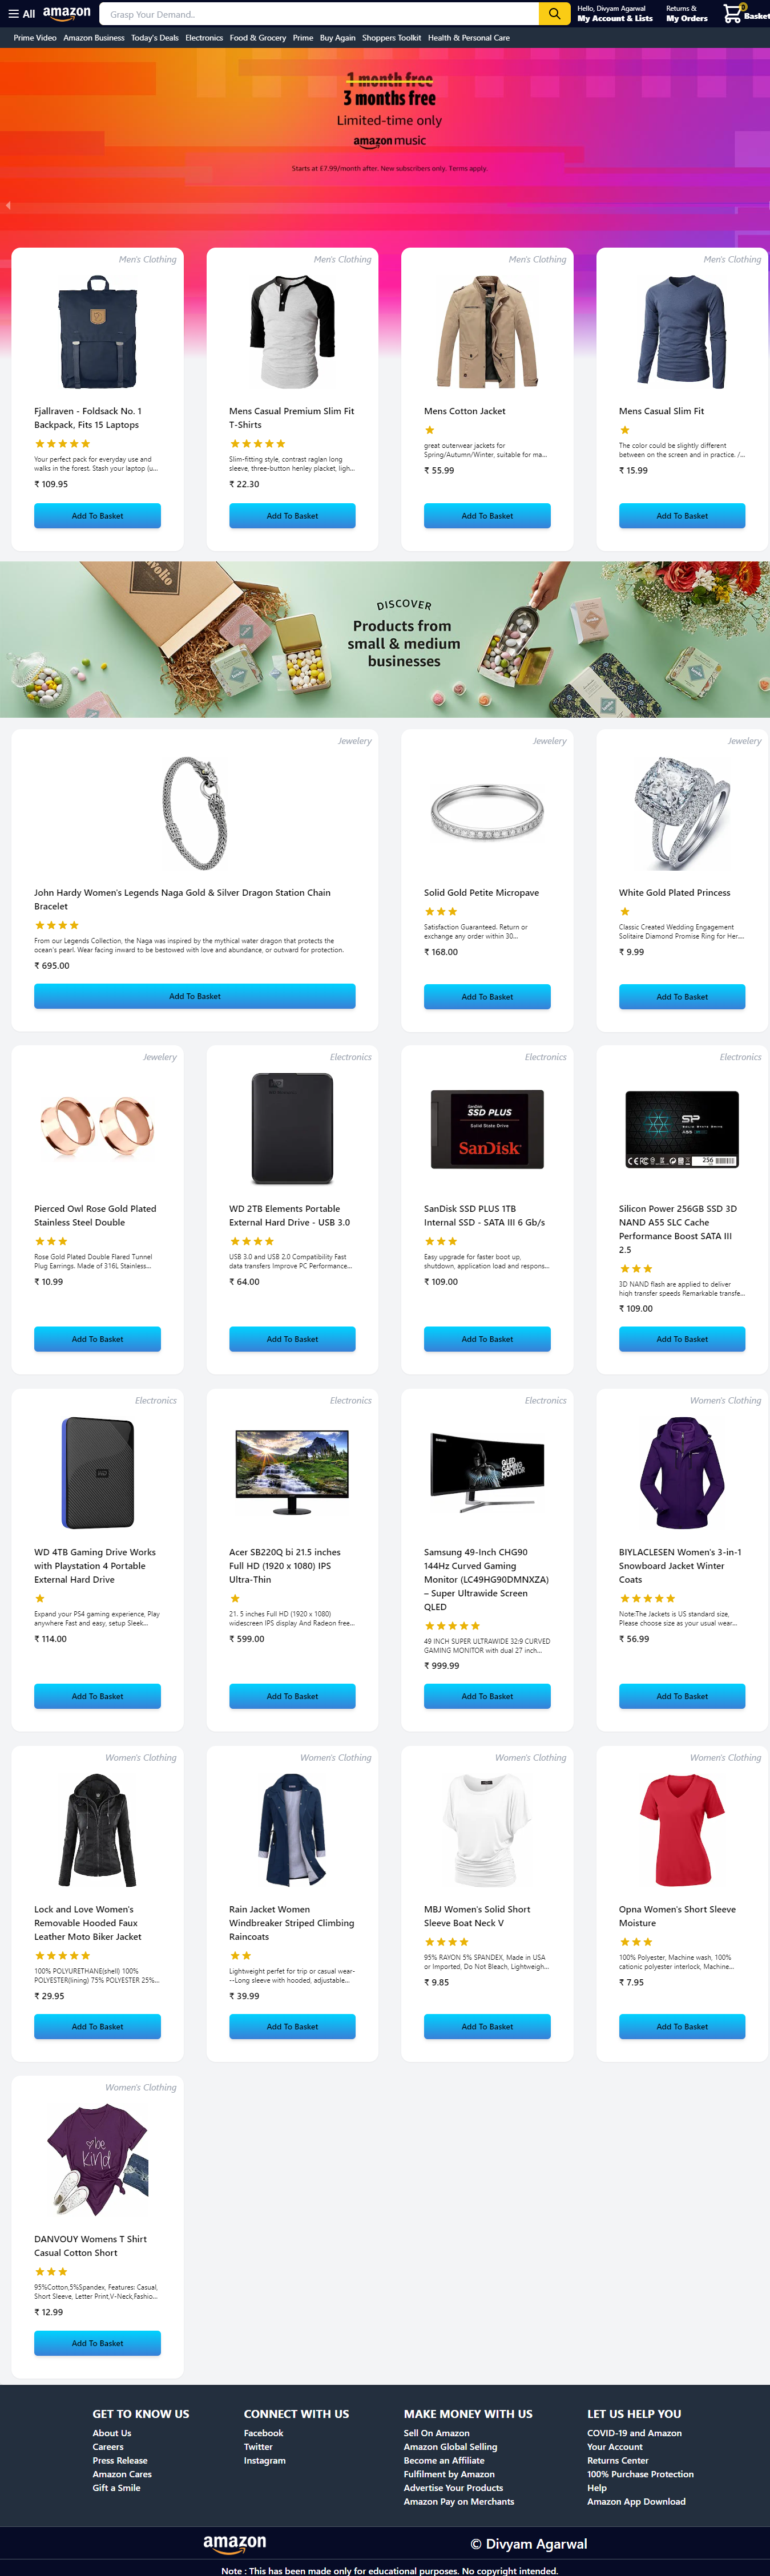 All
amazon
Grasp Your Demand..
Hello, Divyam Agarwal
My Account & Lists
Returns &
My Orders
0
Basket
Prime Video Amazon Business Today's Deals Electronics Food & Grocery Prime Buy Again Shoppers Toolkit Health & Personal Care
1 month free
3 months free
Limited-time only
amazon music
Starts at £7.99/month after. New subscribers only. Terms apply.
Men's Clothing
Fjallraven - Foldsack No. 1
Backpack, Fits 15 Laptops
Your perfect pack for everyday use and
walks in the forest. Stash your laptop (u...
₹ 109.95
Add To Basket
Men's Clothing
Mens Casual Premium Slim Fit
T-Shirts
Slim-fitting style, contrast raglan long
sleeve, three-button henley placket, ligh...
₹ 22.30
Add To Basket
Men's Clothing
Mens Cotton Jacket
great outerwear jackets for
Spring/Autumn/Winter, suitable for ma...
₹ 55.99
Add To Basket
Men's Clothing
Mens Casual Slim Fit
The color could be slightly different
between on the screen and in practice. /...
₹ 15.99
Add To Basket
DISCOVER
Products from
small & medium
businesses
Jewelery
John Hardy Women's Legends Naga Gold & Silver Dragon Station Chain
Bracelet
From our Legends Collection, the Naga was inspired by the mythical water dragon that protects the
ocean's pearl. Wear facing inward to be bestowed with love and abundance, or outward for protection.
₹ 695.00
Add To Basket
Jewelery
Solid Gold Petite Micropave
Satisfaction Guaranteed. Return or
exchange any order within 30...
₹ 168.00
Add To Basket
Jewelery
White Gold Plated Princess
Classic Created Wedding Engagement
Solitaire Diamond Promise Ring for Her....
₹ 9.99
Add To Basket
Jewelery
Pierced Owl Rose Gold Plated
Stainless Steel Double
Rose Gold Plated Double Flared Tunnel
Plug Earrings. Made of 316L Stainless...
₹ 10.99
Add To Basket
Electronics
WD 2TB Elements Portable
External Hard Drive - USB 3.0
USB 3.0 and USB 2.0 Compatibility Fast
data transfers Improve PC Performance...
₹ 64.00
Add To Basket
Electronics
SanDisk
SSD PLUS
Solid State Drive
SanDisk
SanDisk SSD PLUS 1TB
Internal SSD - SATA III 6 Gb/s
Easy upgrade for faster boot up,
shutdown, application load and respons...
₹ 109.00
Add To Basket
Electronics
SP
A55
256
Silicon Power 256GB SSD 3D
NAND A55 SLC Cache
Performance Boost SATA III
2.5
3D NAND flash are applied to deliver
high transfer speeds Remarkable transfe...
₹ 109.00
Add To Basket
Electronics
WD
WD 4TB Gaming Drive Works
with Playstation 4 Portable
External Hard Drive
Expand your PS4 gaming experience, Play
anywhere Fast and easy, setup Sleek...
₹ 114.00
Add To Basket
Electronics
Acer SB220Q bi 21.5 inches
Full HD (1920 x 1080) IPS
Ultra-Thin
21. 5 inches Full HD (1920 x 1080)
widescreen IPS display And Radeon free...
₹ 599.00
Add To Basket
Electronics
QLED
GAMING
MONITOR
Samsung 49-Inch CHG90
144Hz Curved Gaming
Monitor (LC49HG90DMNXZA)
– Super Ultrawide Screen
QLED
49 INCH SUPER ULTRAWIDE 32:9 CURVED
GAMING MONITOR with dual 27 inch...
₹ 999.99
Add To Basket
Women's Clothing
BIYLACLESEN Women's 3-in-1
Snowboard Jacket Winter
Coats
Note:The Jackets is US standard size,
Please choose size as your usual wear...
₹ 56.99
Add To Basket
Women's Clothing
Lock and Love Women's
Removable Hooded Faux
Leather Moto Biker Jacket
100% POLYURETHANE(shell) 100%
POLYESTER(lining) 75% POLYESTER 25%...
₹ 29.95
Add To Basket
Women's Clothing
Rain Jacket Women
Windbreaker Striped Climbing
Raincoats
Lightweight perfet for trip or casual wear-
--Long sleeve with hooded, adjustable...
₹ 39.99
Add To Basket
Women's Clothing
MBJ Women's Solid Short
Sleeve Boat Neck V
95% RAYON 5% SPANDEX, Made in USA
or Imported, Do Not Bleach, Lightweigh...
₹ 9.85
Add To Basket
Women's Clothing
Opna Women's Short Sleeve
Moisture
100% Polyester, Machine wash, 100%
cationic polyester interlock, Machine...
₹ 7.95
Add To Basket
Women's Clothing
be
kind
DANVOUY Womens T Shirt
Casual Cotton Short
95%Cotton,5%Spandex, Features: Casual,
Short Sleeve, Letter Print,V-Neck,Fashio...
₹ 12.99
Add To Basket
GET TO KNOW US
About Us
Careers
Press Release
Amazon Cares
Gift a Smile
CONNECT WITH US
Facebook
Twitter
Instagram
MAKE MONEY WITH US
Sell On Amazon
Amazon Global Selling
Become an Affiliate
Fulfilment by Amazon
Advertise Your Products
Amazon Pay on Merchants
LET US HELP YOU
COVID-19 and Amazon
Your Account
Returns Center
100% Purchase Protection
Help
Amazon App Download
amazon
© Divyam Agarwal
Note : This has been made only for educational purposes. No copyright intended.